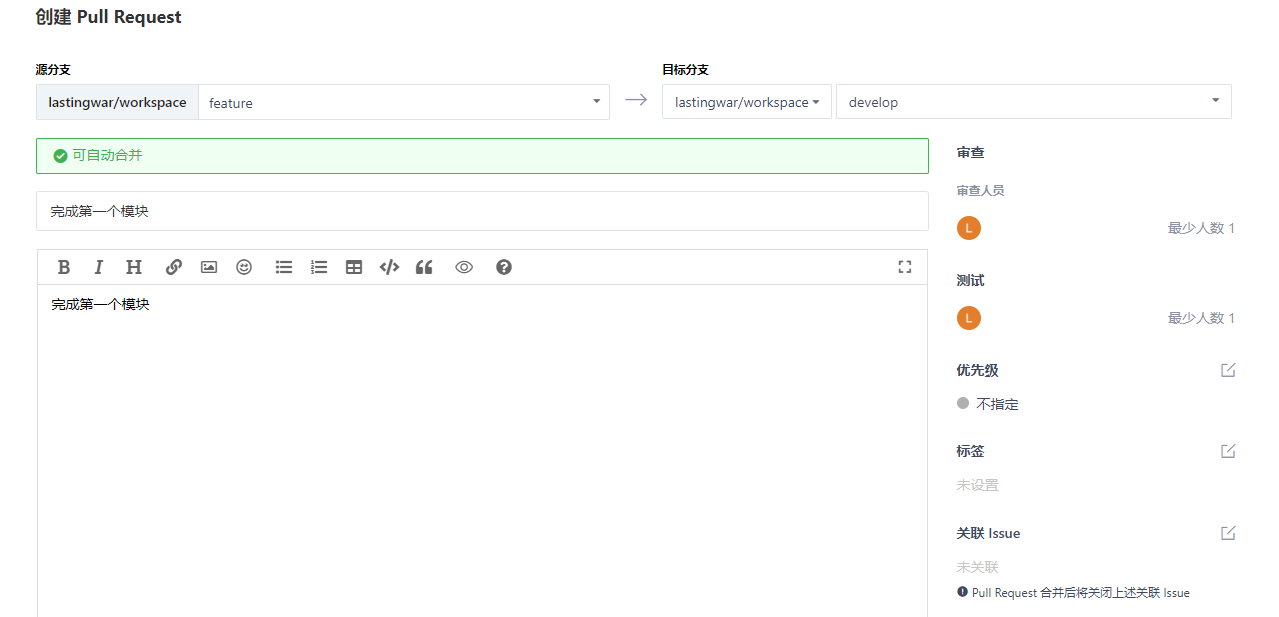 创建 Pull Request
源分支
目标分支
lastingwar/workspace feature
lastingwar/workspace develop
可自动合并
完成第一个模块
B I H
完成第一个模块
审查
审查人员
L 最少人数 1
测试
L 最少人数 1
优先级
不指定
标签
未设置
关联 Issue
未关联
Pull Request 合并后将关闭上述关联 Issue